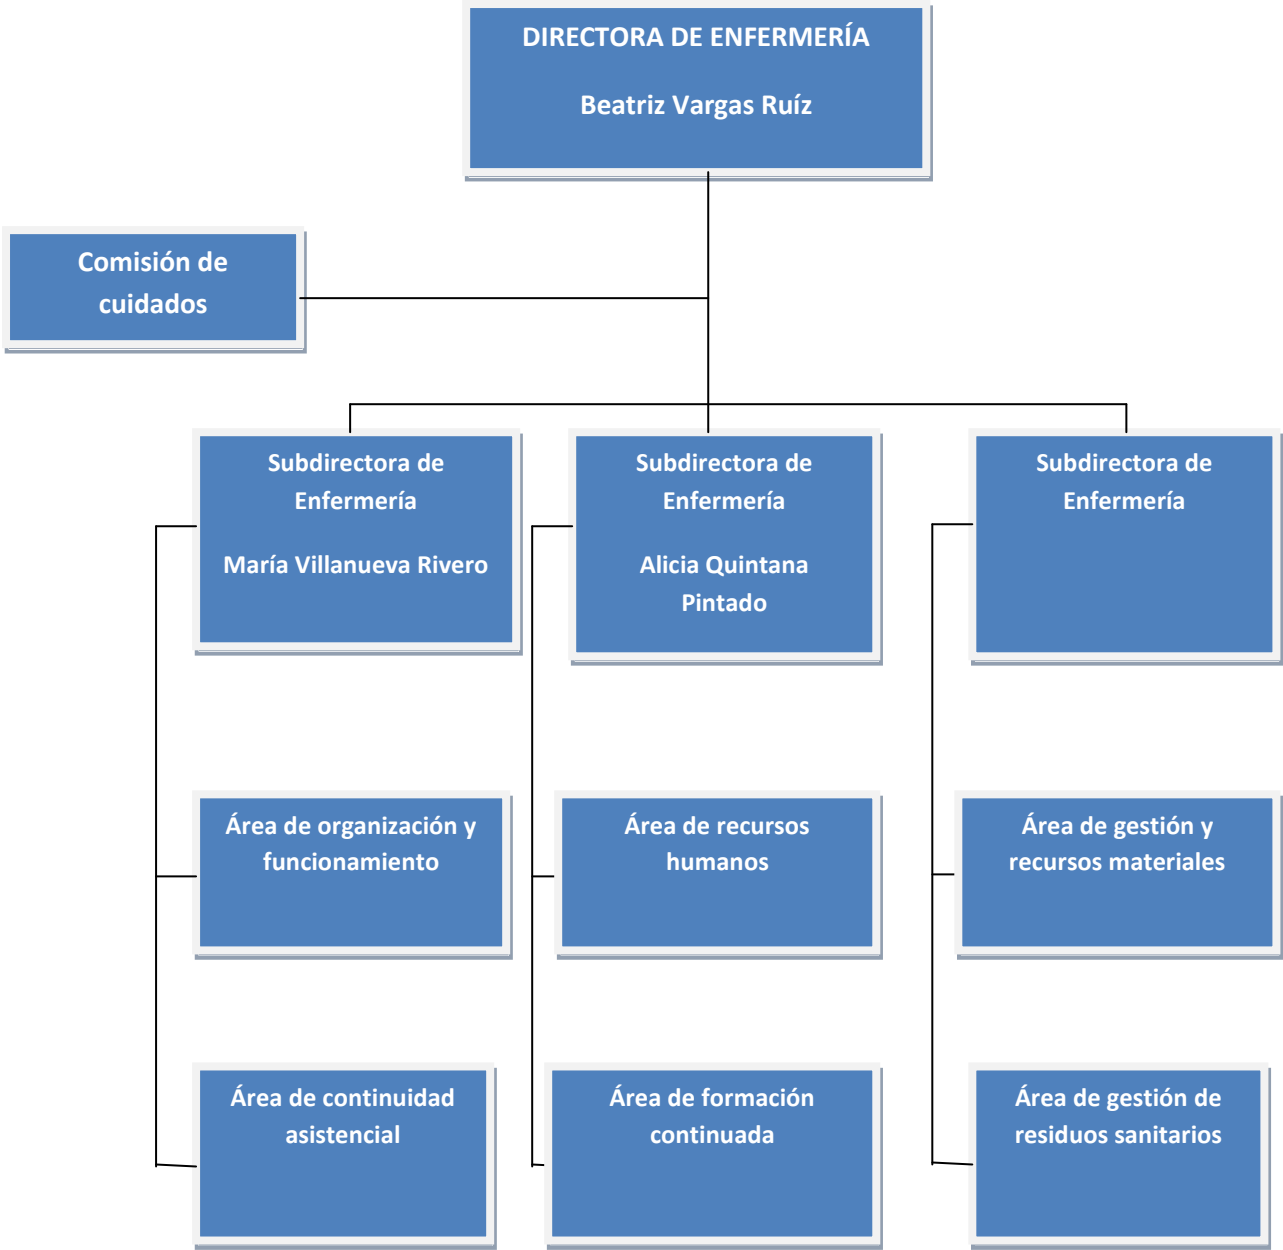 DIRECTORA DE ENFERMERÍA
Beatriz Vargas Ruíz
Comisión de
cuidados
Subdirectora de
Enfermería
María Villanueva Rivero
Subdirectora de
Enfermería
Alicia Quintana
Pintado
Subdirectora de
Enfermería
Área de organización y
funcionamiento
Área de recursos
humanos
Área de gestión y
recursos materiales
Área de continuidad
asistencial
Área de formación
continuada
Área de gestión de
residuos sanitarios